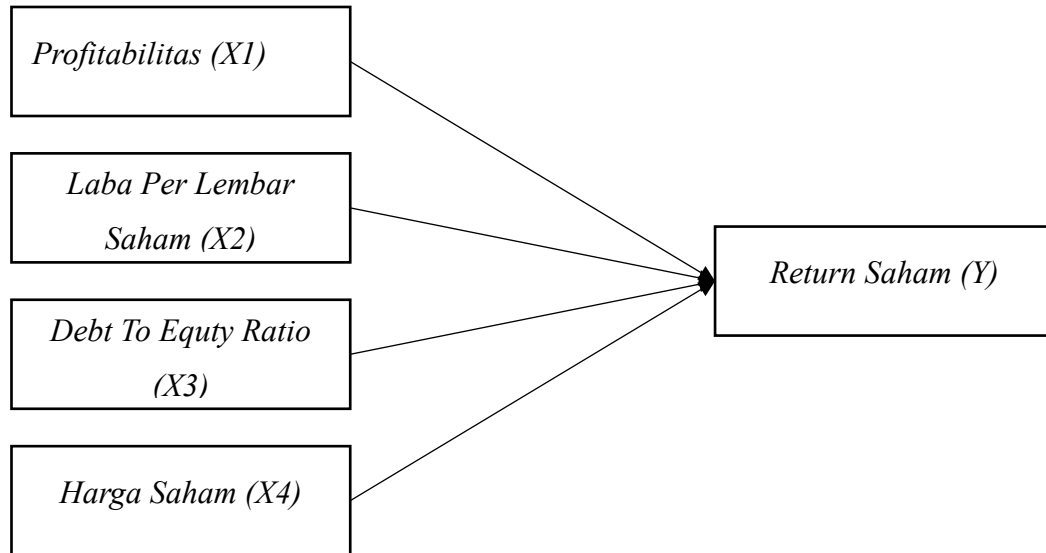 Profitabilitas (X1)
Laba Per Lembar
Saham (X2)
Debt To Equty Ratio
(X3)
Harga Saham (X4)
Return Saham (Y)